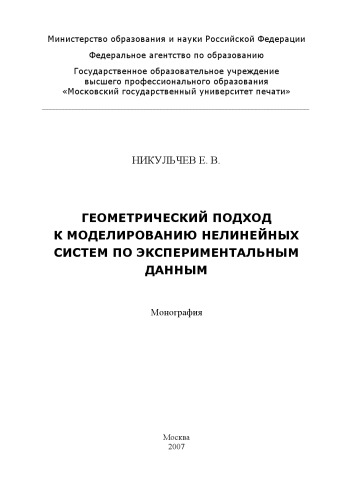 Министерство образования и науки Российской Федерации
Федеральное агентство по образованию
Государственное образовательное учреждение
высшего профессионального образования
«Московский государственный университет печати»
НИКУЛЬЧЕВ Е. В.
ГЕОМЕТРИЧЕСКИЙ ПОДХОД
К МОДЕЛИРОВАНИЮ НЕЛИНЕЙНЫХ
СИСТЕМ ПО ЭКСПЕРИМЕНТАЛЬНЫМ
ДАННЫМ
Монография
Москва
2007